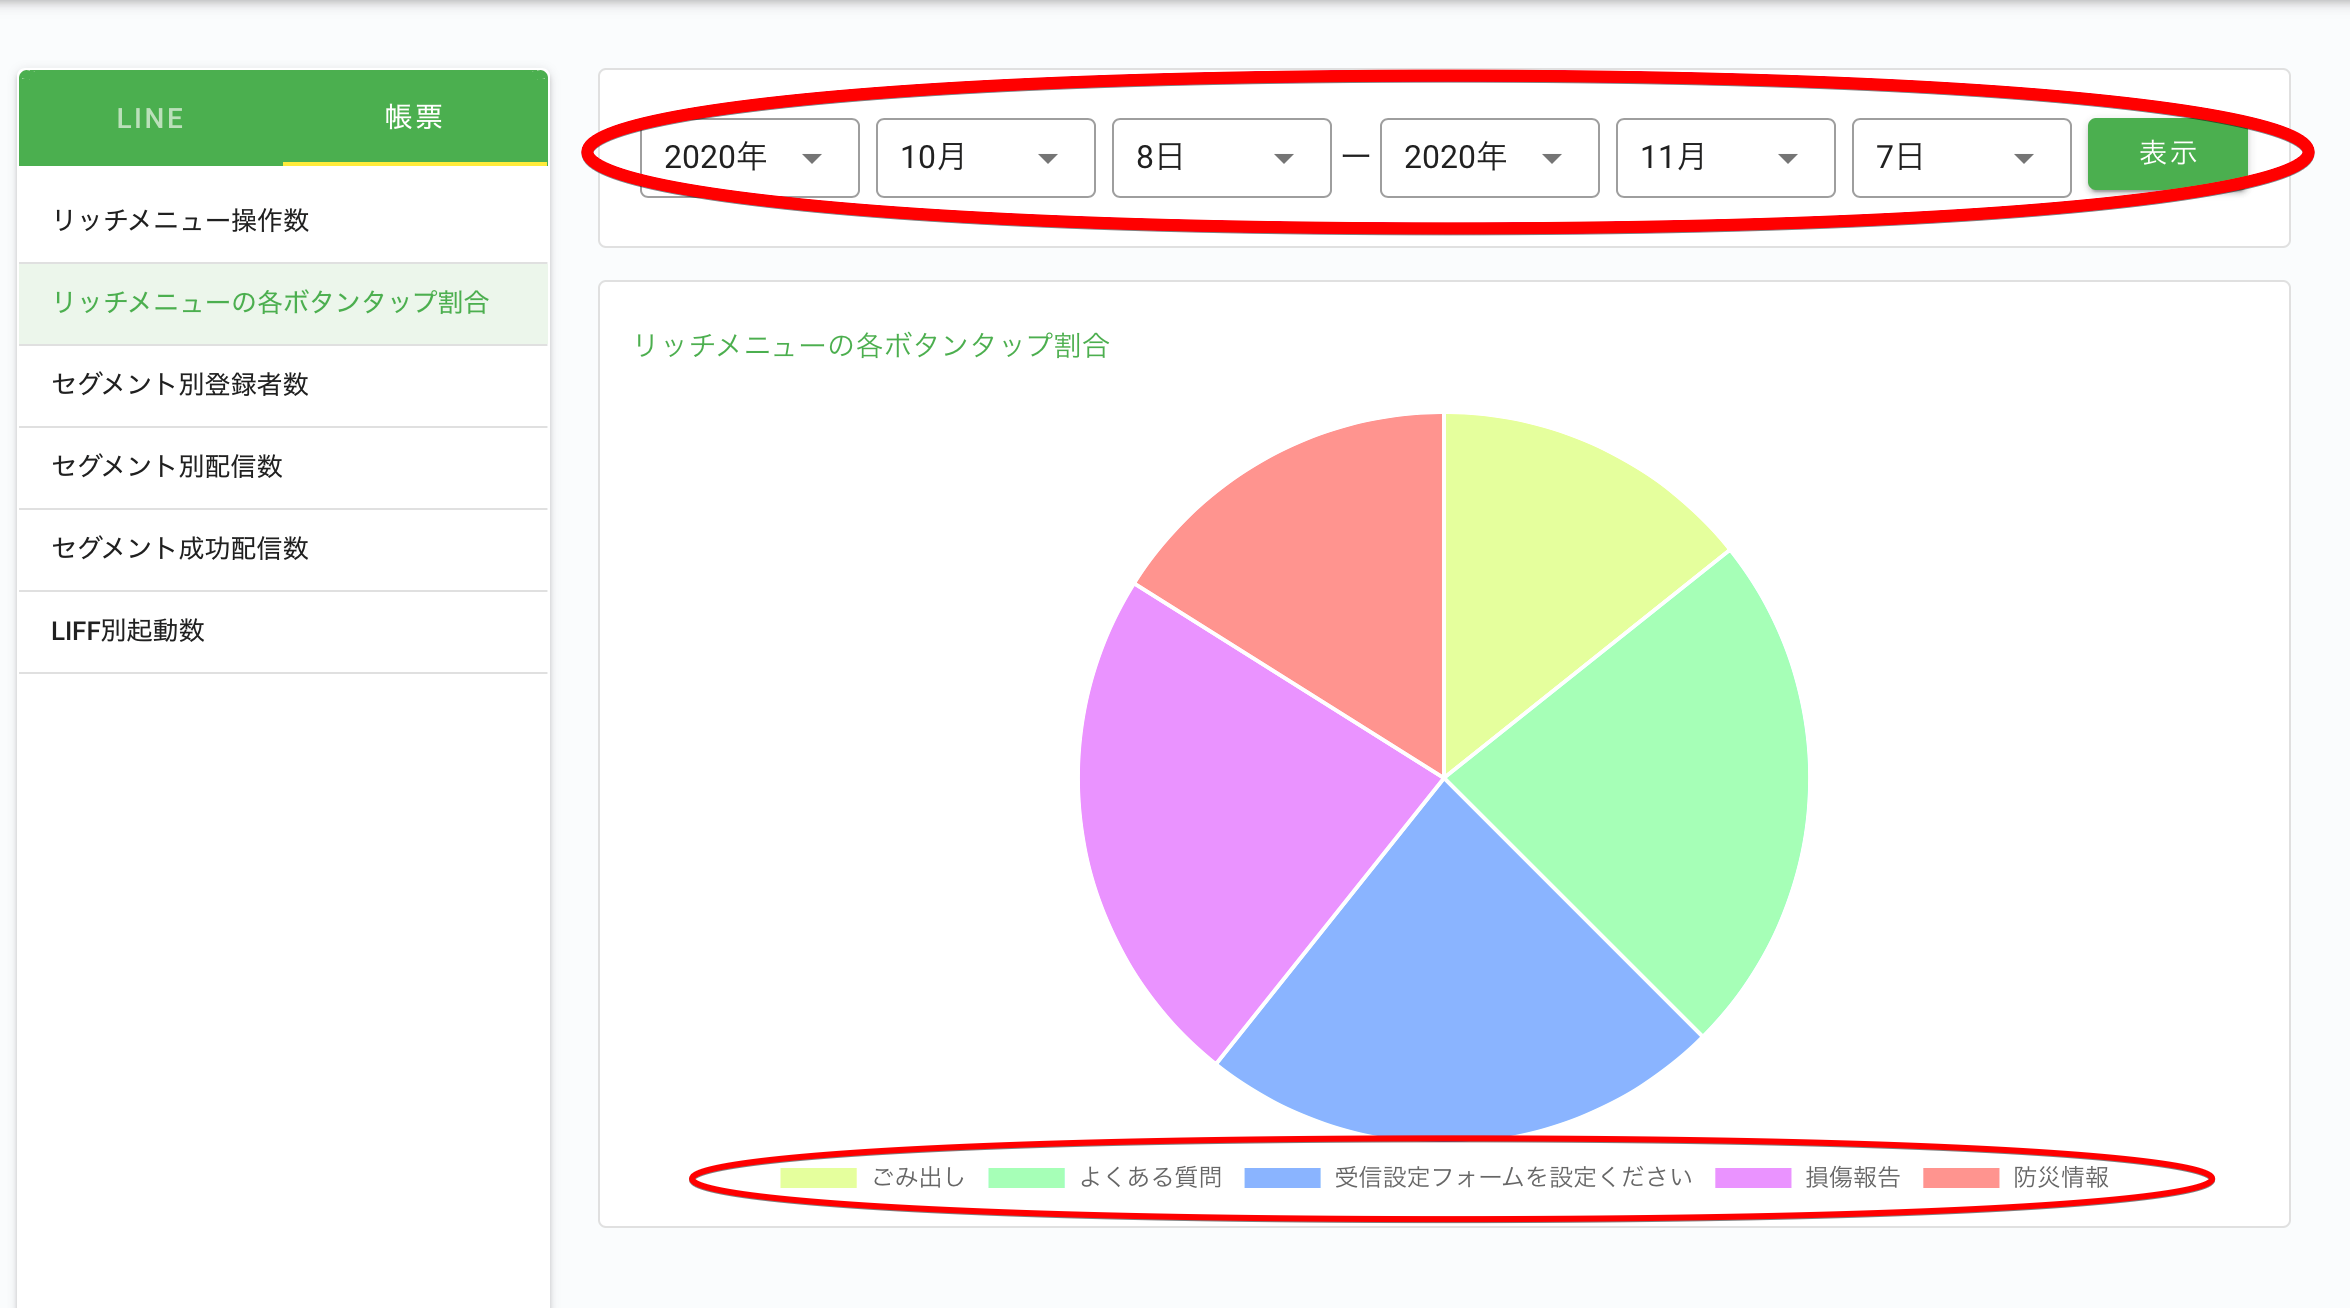 LINE 帳票
リッチメニュー操作数
リッチメニューの各ボタンタップ割合
セグメント別登録者数
セグメント別配信数
セグメント成功配信数
LIFF別起動数
2020年 10月 8日 — 2020年 11月 7日 表示
リッチメニューの各ボタンタップ割合
ごみ出し よくある質問 受信設定フォームを設定ください 損傷報告 防災情報